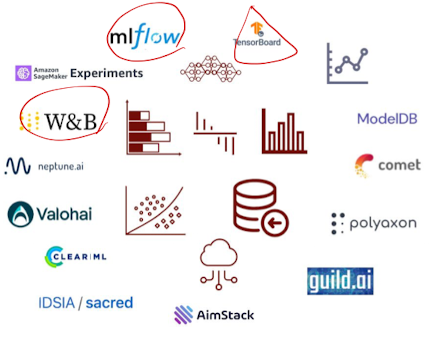 mlflow
TensorBoard
Amazon
SageMaker Experiments
W&B
ModelDB
neptune.ai
comet
Valohai
polyaxon
CLEAR|ML
guild.ai
IDSIA / sacred
AimStack